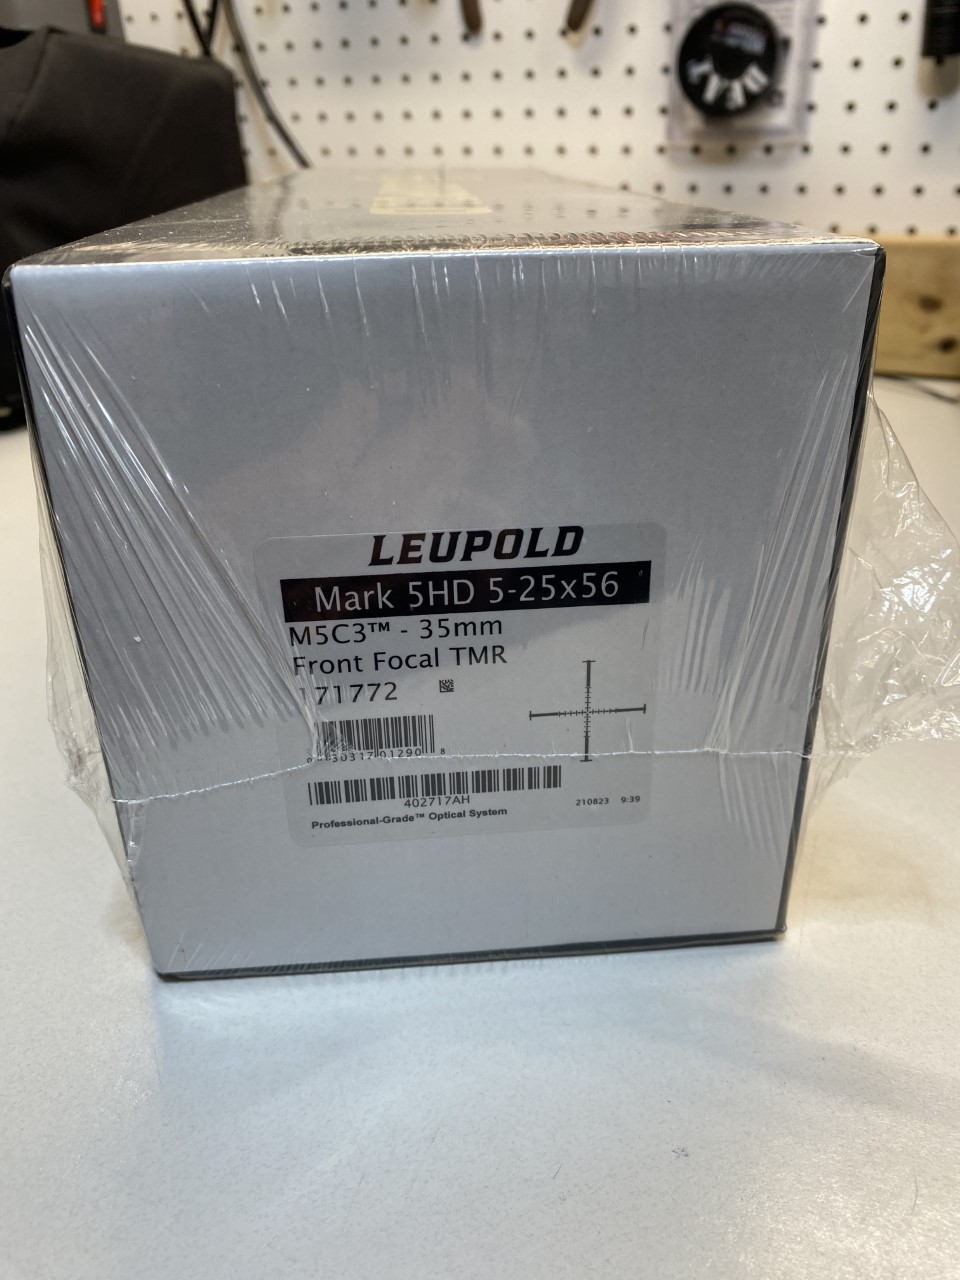 LEUPOLD
Mark 5HD 5-25x56
M5C3™ - 35mm
Front Focal TMR
171772
8
402717AH
210823 9:39
Professional-Grade™ Optical System